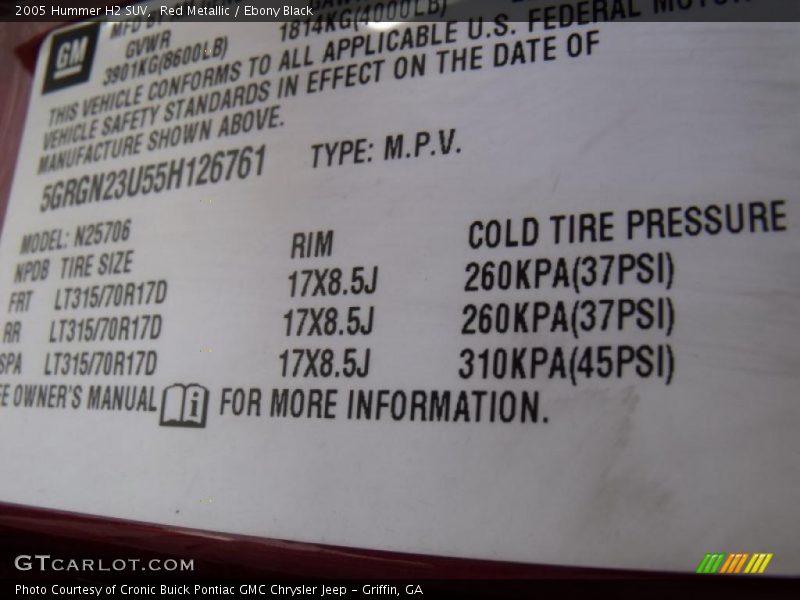 2005 Hummer H2 SUV, Red Metallic / Ebony Black
GM
GVWR
3901KG(8600LB) 1814KG(4000LB)
THIS VEHICLE CONFORMS TO ALL APPLICABLE U.S. FEDERAL MOTOR
VEHICLE SAFETY STANDARDS IN EFFECT ON THE DATE OF
MANUFACTURE SHOWN ABOVE.
5GRGN23U55H126761 TYPE: M.P.V.
MODEL: N25706 RIM COLD TIRE PRESSURE
NPDB TIRE SIZE
FRT LT315/70R17D 17X8.5J 260KPA(37PSI)
RR LT315/70R17D 17X8.5J 260KPA(37PSI)
SPA LT315/70R17D 17X8.5J 310KPA(45PSI)
EE OWNER'S MANUAL i FOR MORE INFORMATION.
GTCARLOT.COM
Photo Courtesy of Cronic Buick Pontiac GMC Chrysler Jeep - Griffin, GA